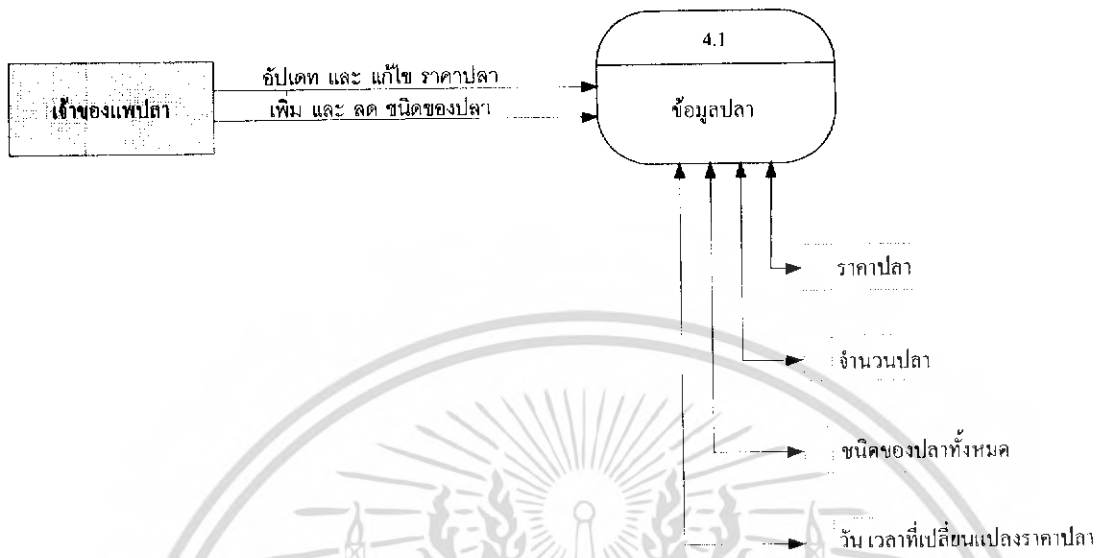 4.1
อัปเดท และ แก้ไข ราคาปลา
เจ้าของแพปลา
เพิ่ม และ ลด ชนิดของปลา
ข้อมูลปลา
ราคาปลา
จำนวนปลา
ชนิดของปลาทั้งหมด
วัน เวลาที่เปลี่ยนแปลงราคาปลา